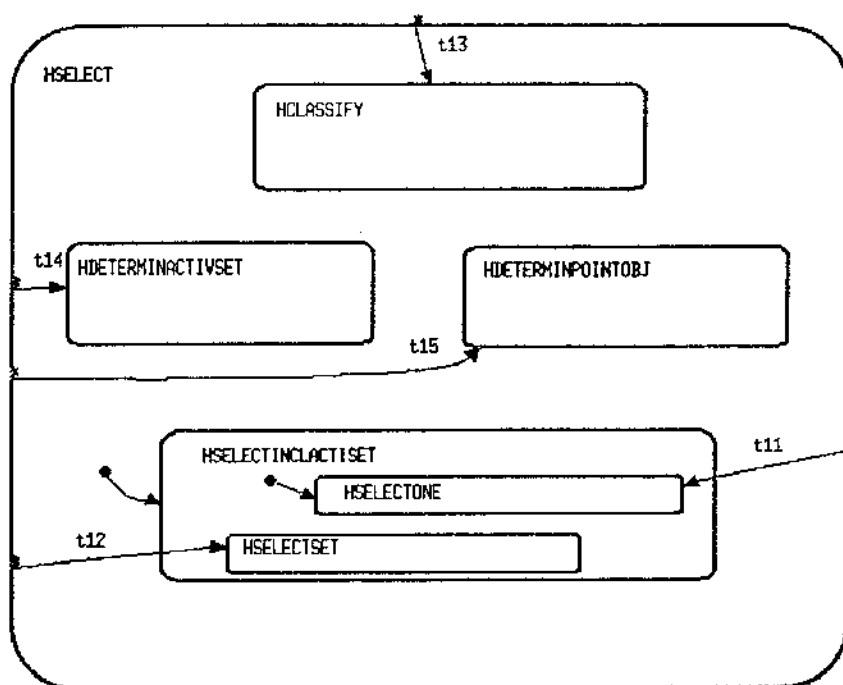 t13
HSELECT
HCLASSIFY
t14
HDETERMINACTIVSET
HDETERMINPOINTOBJ
t15
HSELECTINCLACTISET
t11
HSELECTONE
t12
HSELECTSET